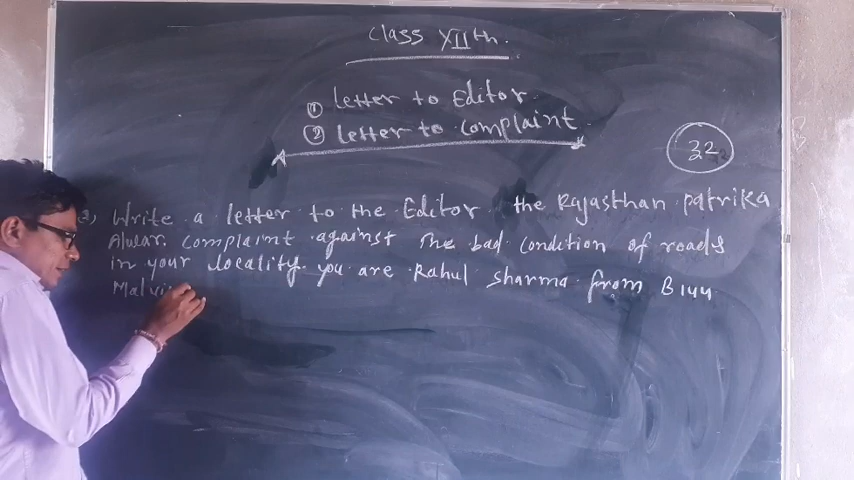 Class XIIth.
① letter to Editor
② letter to complaint
32
Write a letter to the Editor the Rajasthan patrika
Alwar. complaint against The bad condition of roads
in your locality. you are Rahul sharma from B144
Malvi